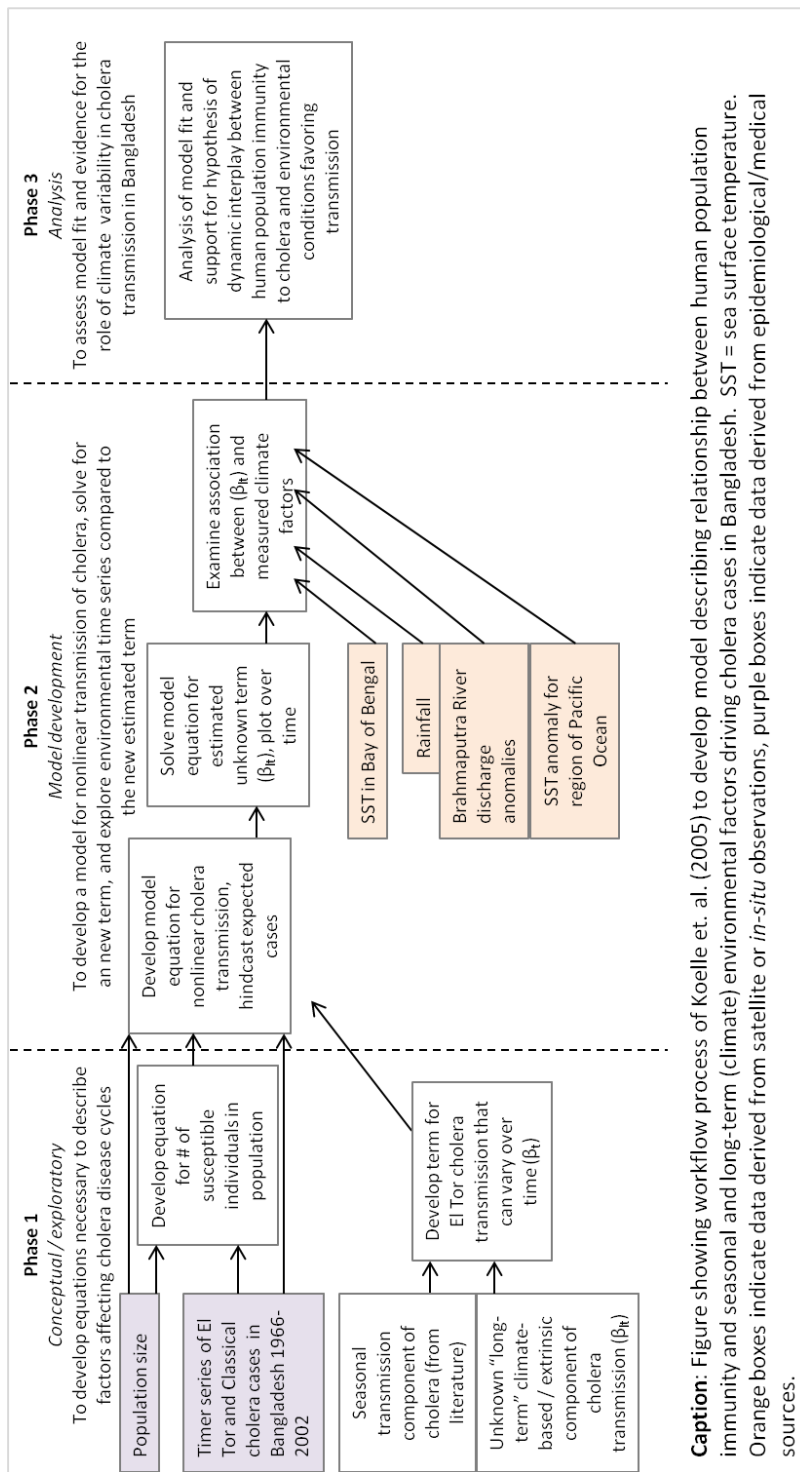 Phase 1
Conceptual / exploratory
To develop equations necessary to describe
factors affecting cholera disease cycles
Population size
Timer series of El
Tor and Classical
cholera cases in
Bangladesh 1966-
2002
Develop equation
for # of
susceptible
individuals in
population
Seasonal
transmission
component of
cholera (from
literature)
Unknown “long-
term” climate-
based / extrinsic
component of
cholera
transmission (βlt)
Develop term for
El Tor cholera
transmission that
can vary over
time (βt)
Phase 2
Model development
To develop a model for nonlinear transmission of cholera, solve for
an new term, and explore environmental time series compared to
the new estimated term
Develop model
equation for
nonlinear cholera
transmission,
hindcast expected
cases
Solve model
equation for
estimated
unknown term
(βlt), plot over
time
Examine association
between (βlt) and
measured climate
factors
SST in Bay of Bengal
Rainfall
Brahmaputra River
discharge
anomalies
SST anomaly for
region of Pacific
Ocean
Phase 3
Analysis
To assess model fit and evidence for the
role of climate variability in cholera
transmission in Bangladesh
Analysis of model fit and
support for hypothesis of
dynamic interplay between
human population immunity
to cholera and environmental
conditions favoring
transmission
Caption: Figure showing workflow process of Koelle et. al. (2005) to develop model describing relationship between human population
immunity and seasonal and long-term (climate) environmental factors driving cholera cases in Bangladesh. SST = sea surface temperature.
Orange boxes indicate data derived from satellite or in-situ observations, purple boxes indicate data derived from epidemiological/medical
sources.